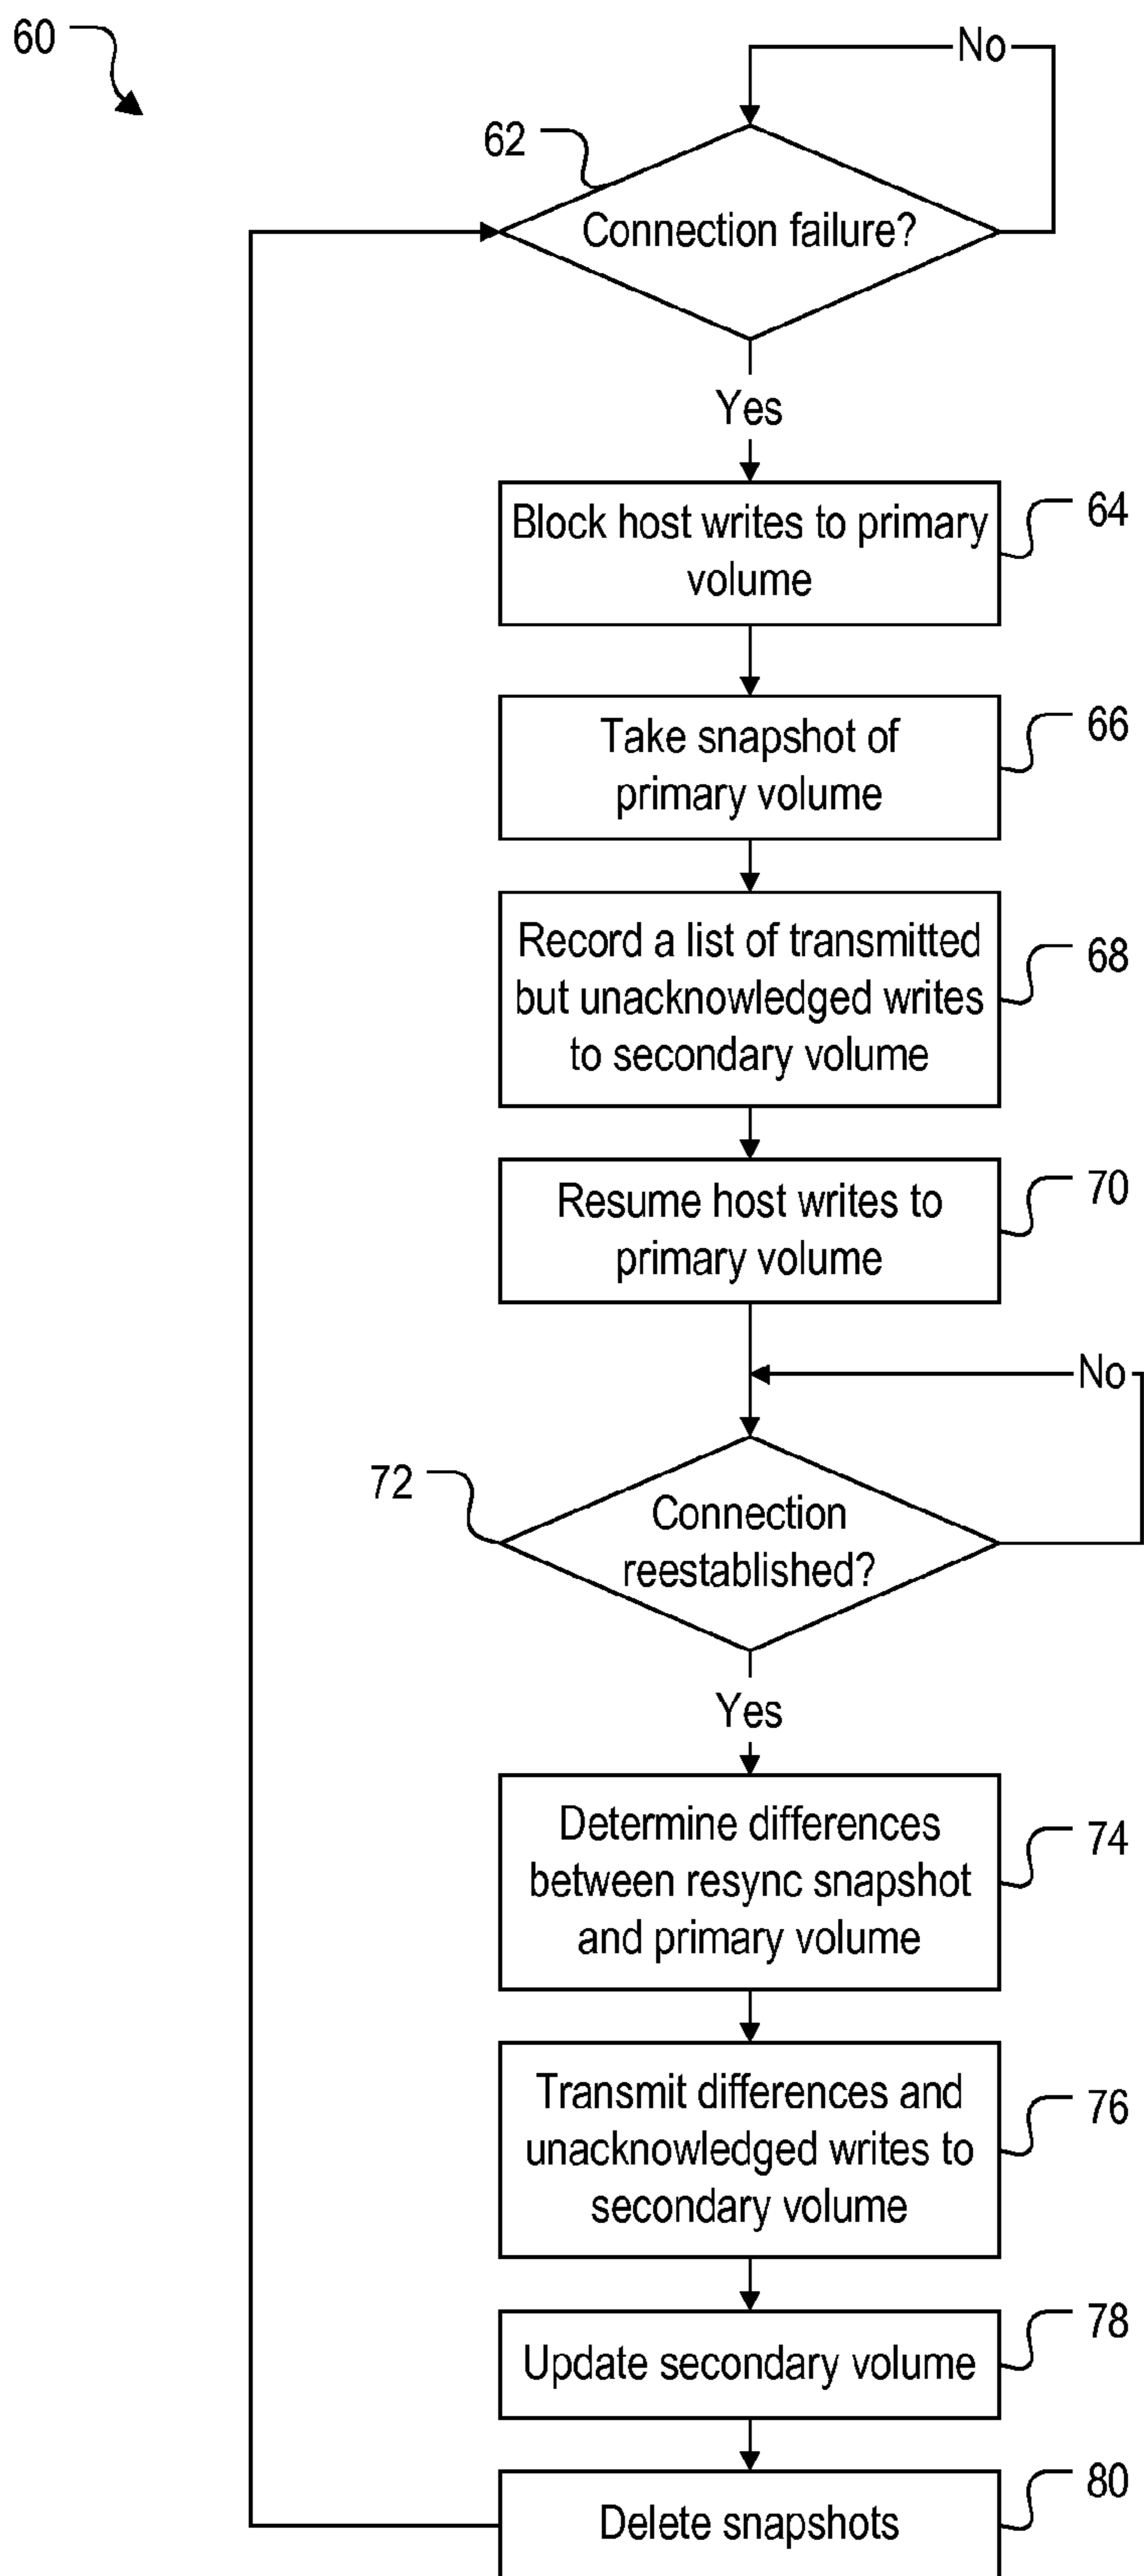 60
No
62
Connection failure?
Yes
Block host writes to primary
volume
64
Take snapshot of
primary volume
66
Record a list of transmitted
but unacknowledged writes
to secondary volume
68
Resume host writes to
primary volume
70
No
72
Connection
reestablished?
Yes
Determine differences
between resync snapshot
and primary volume
74
Transmit differences and
unacknowledged writes to
secondary volume
76
Update secondary volume
78
Delete snapshots
80